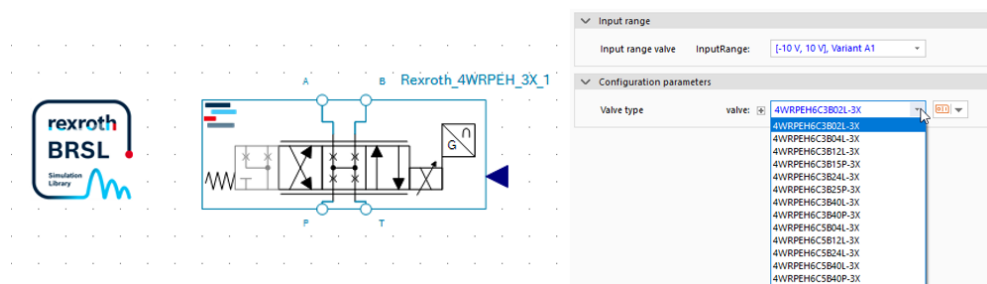 rexroth
BRSL
Simulation
Library
A
B
Rexroth_4WRPEH_3X_1
G
P
T
Input range
Input range valve InputRange: [-10 V, 10 V], Variant A1
Configuration parameters
Valve type valve: 4WRPEH6C3B02L-3X
4WRPEH6C3B02L-3X
4WRPEH6C3B04L-3X
4WRPEH6C3B12L-3X
4WRPEH6C3B15P-3X
4WRPEH6C3B24L-3X
4WRPEH6C3B25P-3X
4WRPEH6C3B40L-3X
4WRPEH6C3B40P-3X
4WRPEH6C5B04L-3X
4WRPEH6C5B12L-3X
4WRPEH6C5B24L-3X
4WRPEH6C5B40L-3X
4WRPEH6C5B40P-3X